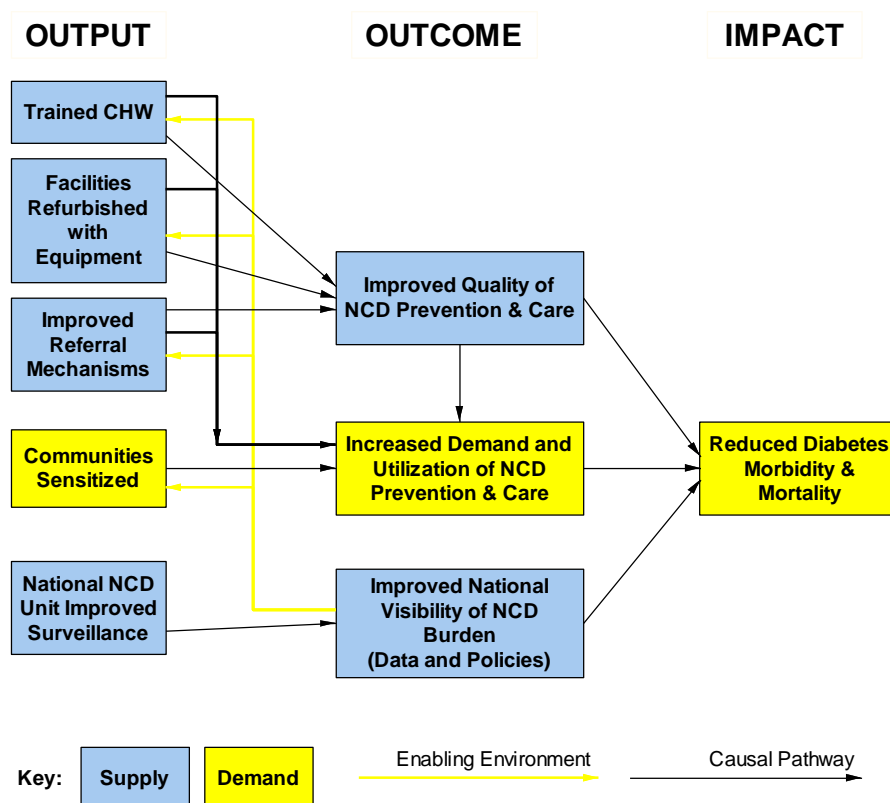 OUTPUT
OUTCOME
IMPACT
Trained CHW
Facilities
Refurbished
with
Equipment
Improved
Referral
Mechanisms
Communities
Sensitized
National NCD
Unit Improved
Surveillance
Improved Quality of
NCD Prevention & Care
Increased Demand and
Utilization of NCD
Prevention & Care
Improved National
Visibility of NCD
Burden
(Data and Policies)
Reduced Diabetes
Morbidity &
Mortality
Key:
Supply
Demand
Enabling Environment
Causal Pathway